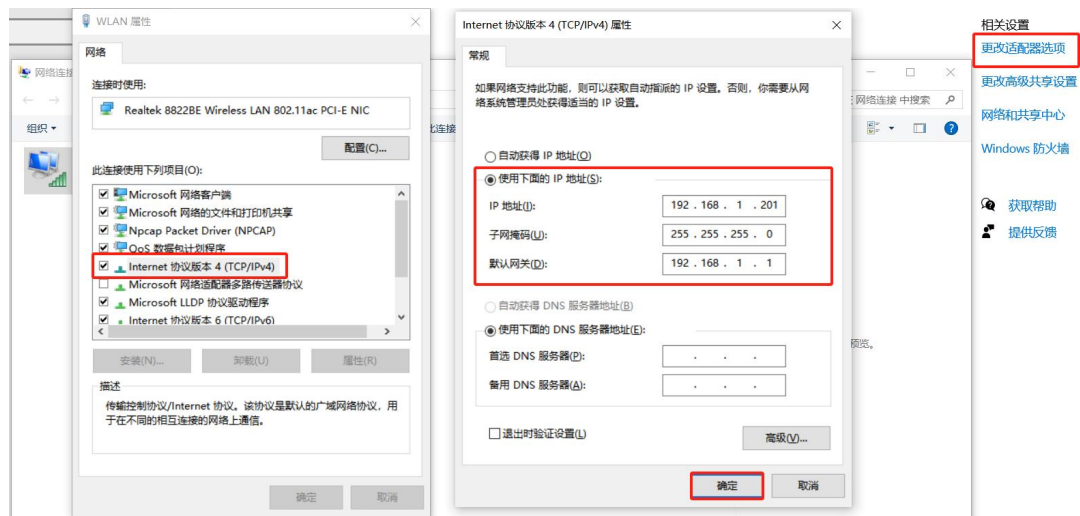 WLAN 属性
网络
连接时使用:
Realtek 8822BE Wireless LAN 802.11ac PCI-E NIC
配置(C)...
此连接使用下列项目(O):
Microsoft 网络客户端
Microsoft 网络的文件和打印机共享
Npcap Packet Driver (NPCAP)
QoS 数据包计划程序
Internet 协议版本 4 (TCP/IPv4)
Microsoft 网络适配器多路传送器协议
Microsoft LLDP 协议驱动程序
Internet 协议版本 6 (TCP/IPv6)
安装(N)...
卸载(U)
属性(R)
描述
传输控制协议/Internet 协议。该协议是默认的广域网络协议，用
于在不同的相互连接的网络上通信。
确定
取消
网络连接
组织
Internet 协议版本 4 (TCP/IPv4) 属性
常规
如果网络支持此功能，则可以获取自动指派的 IP 设置。否则，你需要从网
络系统管理员处获得适当的 IP 设置。
自动获得 IP 地址(O)
使用下面的 IP 地址(S):
IP 地址(I):
192 . 168 . 1 . 201
子网掩码(U):
255 . 255 . 255 . 0
默认网关(D):
192 . 168 . 1 . 1
自动获得 DNS 服务器地址(B)
使用下面的 DNS 服务器地址(E):
首选 DNS 服务器(P):
. . .
备用 DNS 服务器(A):
. . .
退出时验证设置(L)
高级(V)...
确定
取消
此连接
网络连接 中搜索
预览。
相关设置
更改适配器选项
更改高级共享设置
网络和共享中心
Windows 防火墙
获取帮助
提供反馈